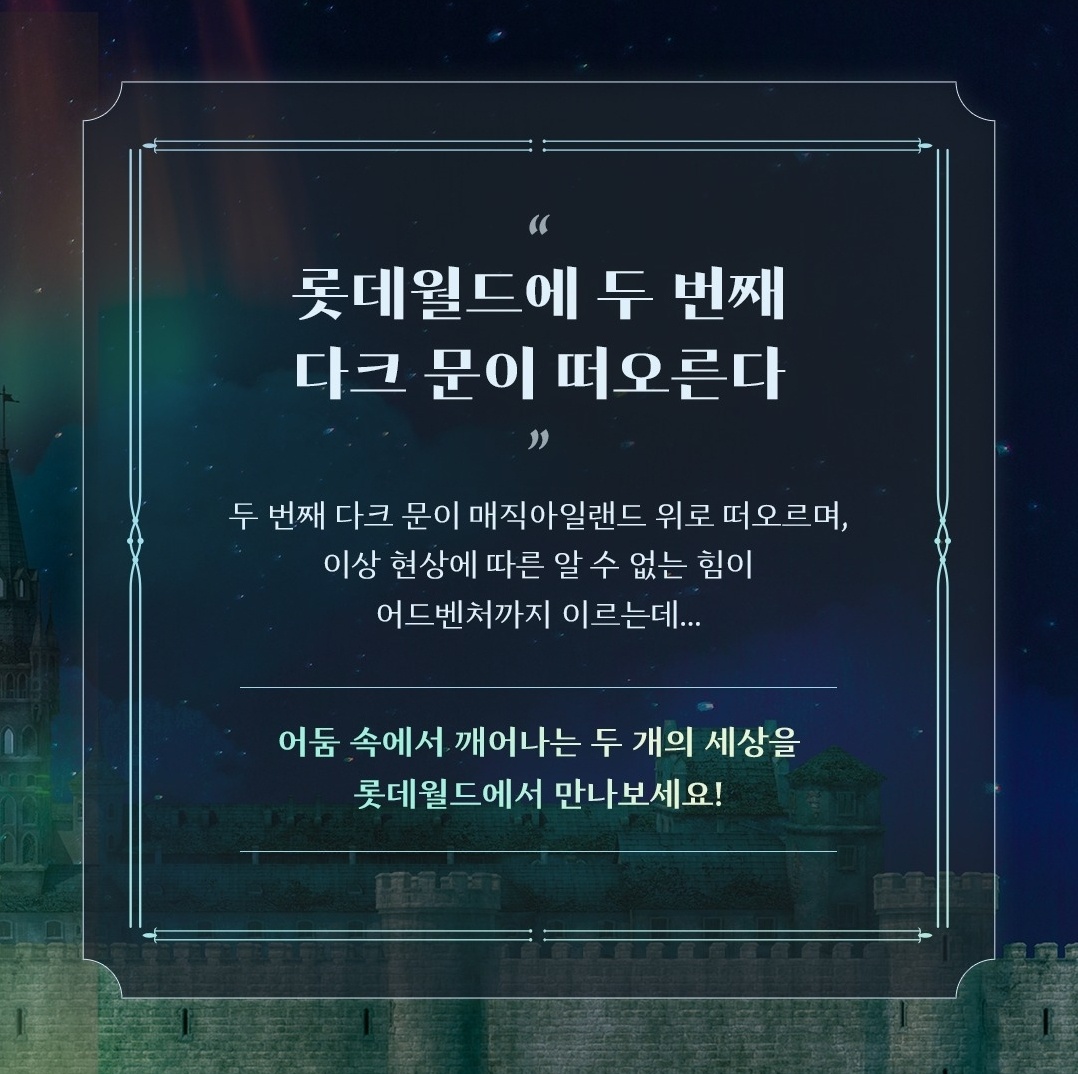 “
롯데월드에 두 번째
다크 문이 떠오른다
”
두 번째 다크 문이 매직아일랜드 위로 떠오르며,
이상 현상에 따른 알 수 없는 힘이
어드벤처까지 이르는데...
어둠 속에서 깨어나는 두 개의 세상을
롯데월드에서 만나보세요!